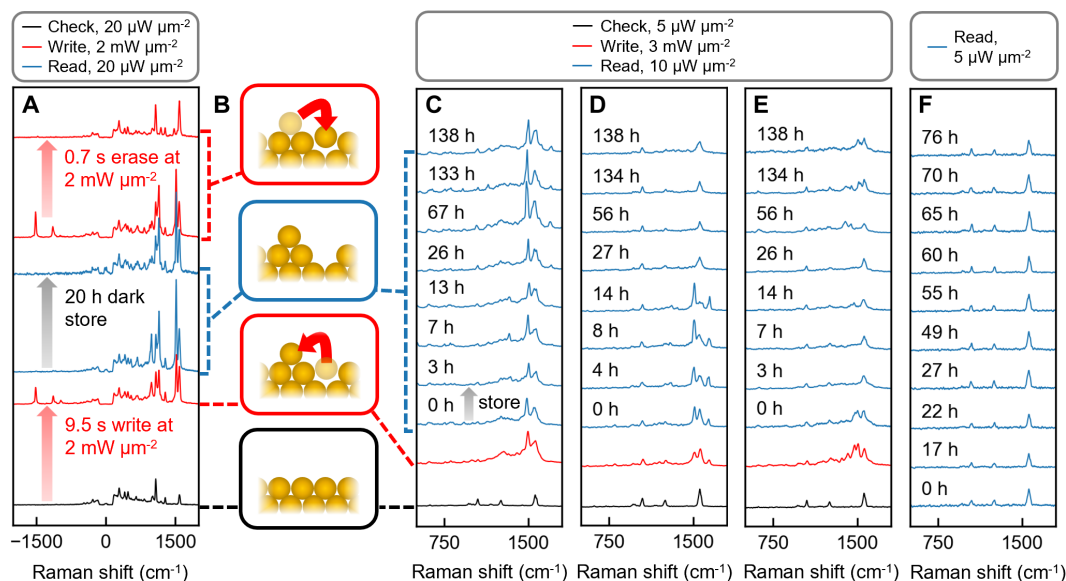 Check, 20 µW µm-2
Write, 2 mW µm-2
Read, 20 µW µm-2
Check, 5 µW µm-2
Write, 3 mW µm-2
Read, 10 µW µm-2
Read,
5 µW µm-2
A
0.7 s erase at
2 mW µm-2
20 h dark
store
9.5 s write at
2 mW µm-2
−1500 0 1500
Raman shift (cm-1)
B
C
138 h
133 h
67 h
26 h
13 h
7 h
3 h
store
0 h
750 1500
Raman shift (cm-1)
D
138 h
134 h
56 h
27 h
14 h
8 h
4 h
0 h
750 1500
Raman shift (cm-1)
E
138 h
134 h
56 h
26 h
14 h
7 h
3 h
0 h
750 1500
Raman shift (cm-1)
F
76 h
70 h
65 h
60 h
55 h
49 h
27 h
22 h
17 h
0 h
750 1500
Raman shift (cm-1)